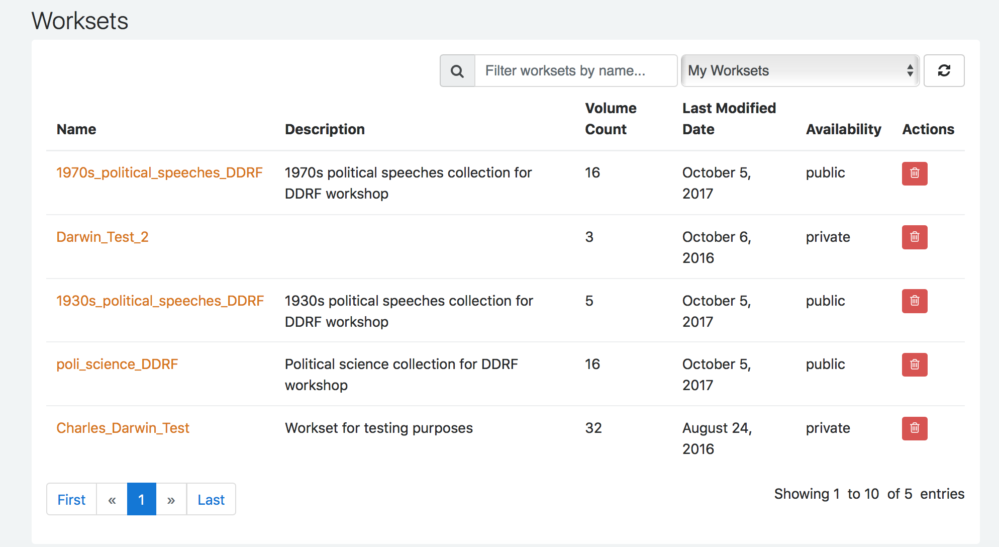 Worksets
Filter worksets by name...
My Worksets
Name
Description
Volume
Count
Last Modified
Date
Availability
Actions
1970s_political_speeches_DDRF
1970s political speeches collection for
DDRF workshop
16
October 5,
2017
public
Darwin_Test_2
3
October 6,
2016
private
1930s_political_speeches_DDRF
1930s political speeches collection for
DDRF workshop
5
October 5,
2017
public
poli_science_DDRF
Political science collection for DDRF
workshop
16
October 5,
2017
public
Charles_Darwin_Test
Workset for testing purposes
32
August 24,
2016
private
First « 1 » Last
Showing 1 to 10 of 5 entries